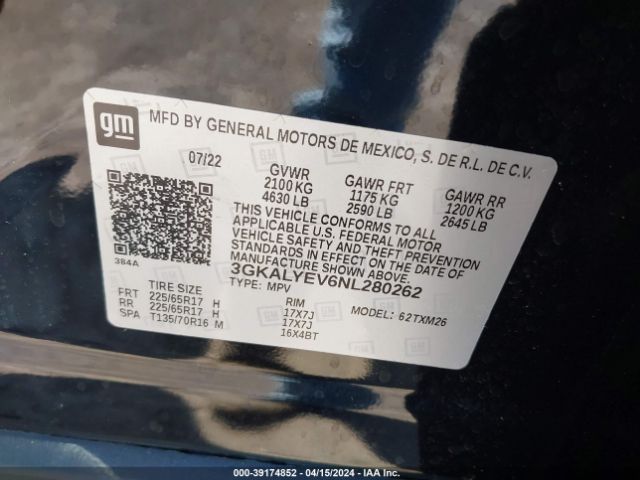 gm
MFD BY GENERAL MOTORS DE MEXICO, S. DE R.L. DE C.V.
07/22
GVWR GAWR FRT GAWR RR
2100 KG 1175 KG 1200 KG
4630 LB 2590 LB 2645 LB
THIS VEHICLE CONFORMS TO ALL
APPLICABLE U.S. FEDERAL MOTOR
VEHICLE SAFETY AND THEFT PREVENTION
STANDARDS IN EFFECT ON THE DATE OF
MANUFACTURE SHOWN ABOVE.
3GKALYEV6NL280262
TYPE: MPV
384A
TIRE SIZE RIM MODEL: 62TXM26
FRT 225/65R17 H 17X7J
RR 225/65R17 H 17X7J
SPA T135/70R16 M 16X4BT
000-39174852 - 04/15/2024 - IAA Inc.